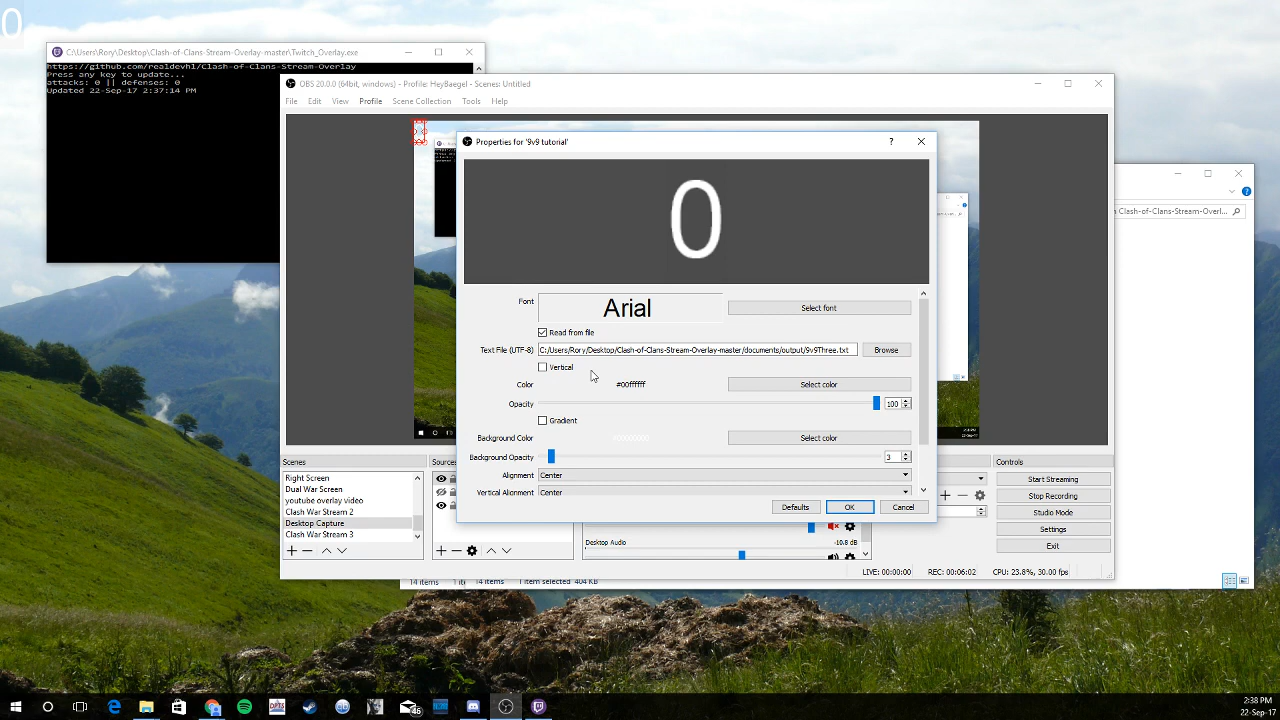 0
C:\Users\Rory\Desktop\Clash-of-Clans-Stream-Overlay-master\Twitch_Overlay.exe
https://github.com/realdevhl/Clash-of-Clans-Stream-Overlay
Press any key to update...
attacks: 0 || defenses: 0
Updated 22-Sep-17 2:37:14 PM
OBS 20.0.0 (64bit, windows) - Profile: HeyBaegel - Scenes: Untitled
File Edit View Profile Scene Collection Tools Help
Properties for '9v9 tutorial'
0
Font Arial Select font
Read from file
Text File (UTF-8) C:/Users/Rory/Desktop/Clash-of-Clans-Stream-Overlay-master/documents/output/9v9Three.txt Browse
Vertical
Color #00ffffff Select color
Opacity 100
Gradient
Background Color #00000000 Select color
Background Opacity 3
Alignment Center
Vertical Alignment Center
Defaults OK Cancel
Clash-of-Clans-Stream-Overl...
Scenes
Right Screen
Dual War Screen
youtube overlay video
Clash War Stream 2
Desktop Capture
Clash War Stream 3
Sources
Desktop Audio -10.8 dB
Controls
Start Streaming
Stop Recording
Studio Mode
Settings
Exit
LIVE: 00:00:00 REC: 00:06:02 CPU: 23.8%, 30.00 fps
14 items 14 items 1 item selected 404 KB
46
2:38 PM
22-Sep-17